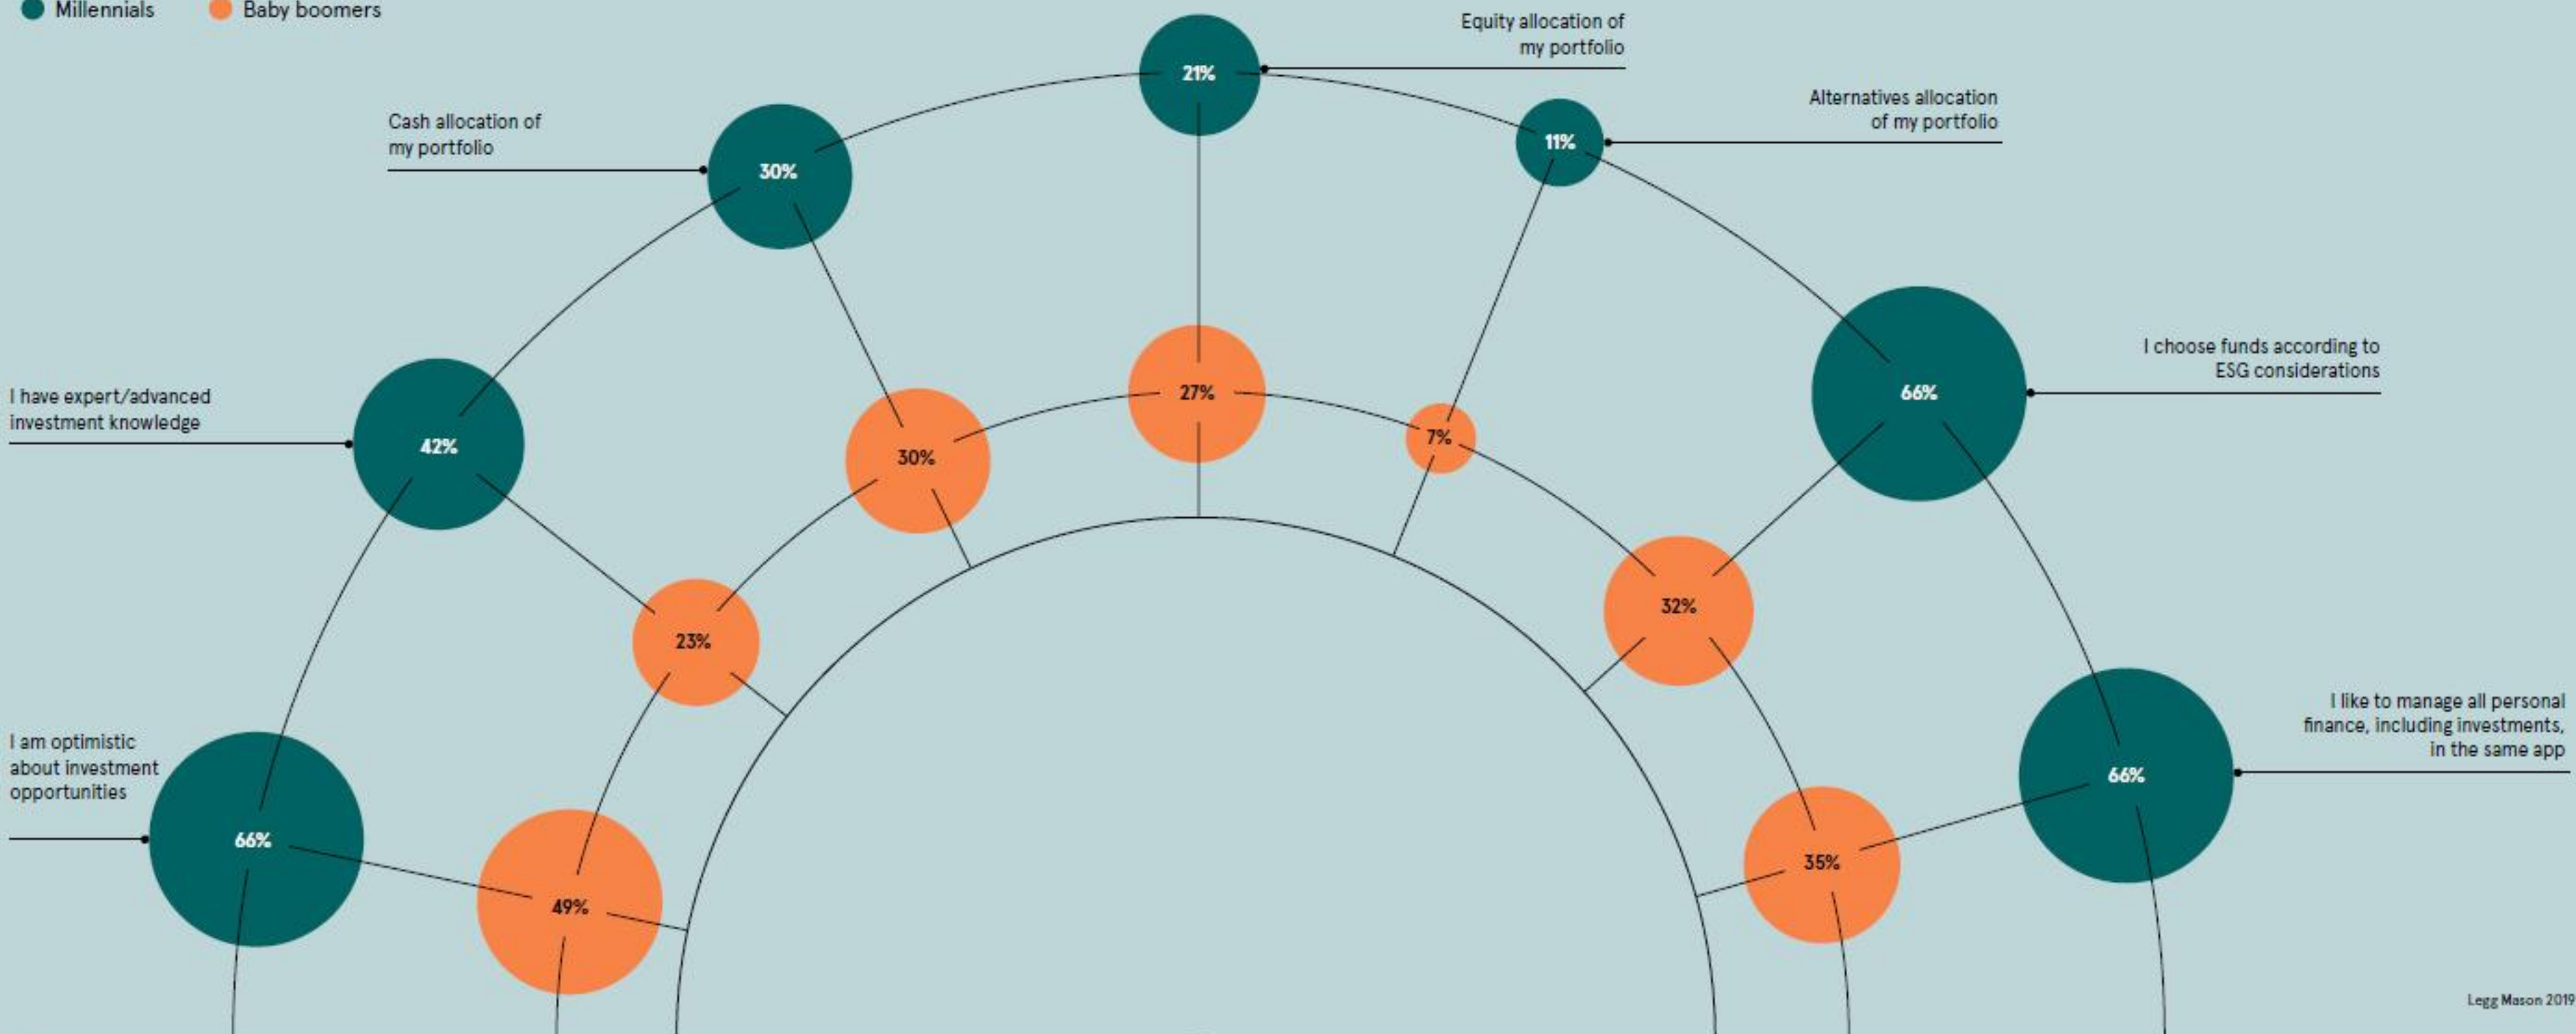 Millennials
Baby boomers
Equity allocation of
my portfolio
21%
Alternatives allocation
of my portfolio
11%
Cash allocation of
my portfolio
30%
I choose funds according to
ESG considerations
66%
I have expert/advanced
investment knowledge
42%
27%
7%
30%
32%
23%
I am optimistic
about investment
opportunities
66%
49%
I like to manage all personal
finance, including investments,
in the same app
66%
35%
Legg Mason 2019